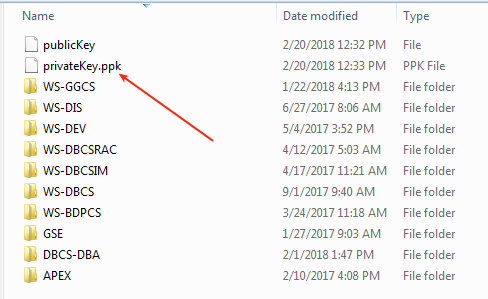 Name Date modified Type
publicKey 2/20/2018 12:32 PM File
privateKey.ppk 2/20/2018 12:33 PM PPK File
WS-GGCS 1/22/2018 4:13 PM File folder
WS-DIS 6/27/2017 8:06 AM File folder
WS-DEV 5/4/2017 3:52 PM File folder
WS-DBCSRAC 4/12/2017 5:03 AM File folder
WS-DBCSIM 4/17/2017 11:21 AM File folder
WS-DBCS 9/1/2017 9:40 AM File folder
WS-BDPCS 3/24/2017 11:18 AM File folder
GSE 1/27/2017 9:03 AM File folder
DBCS-DBA 2/1/2018 1:47 PM File folder
APEX 2/10/2017 4:08 PM File folder